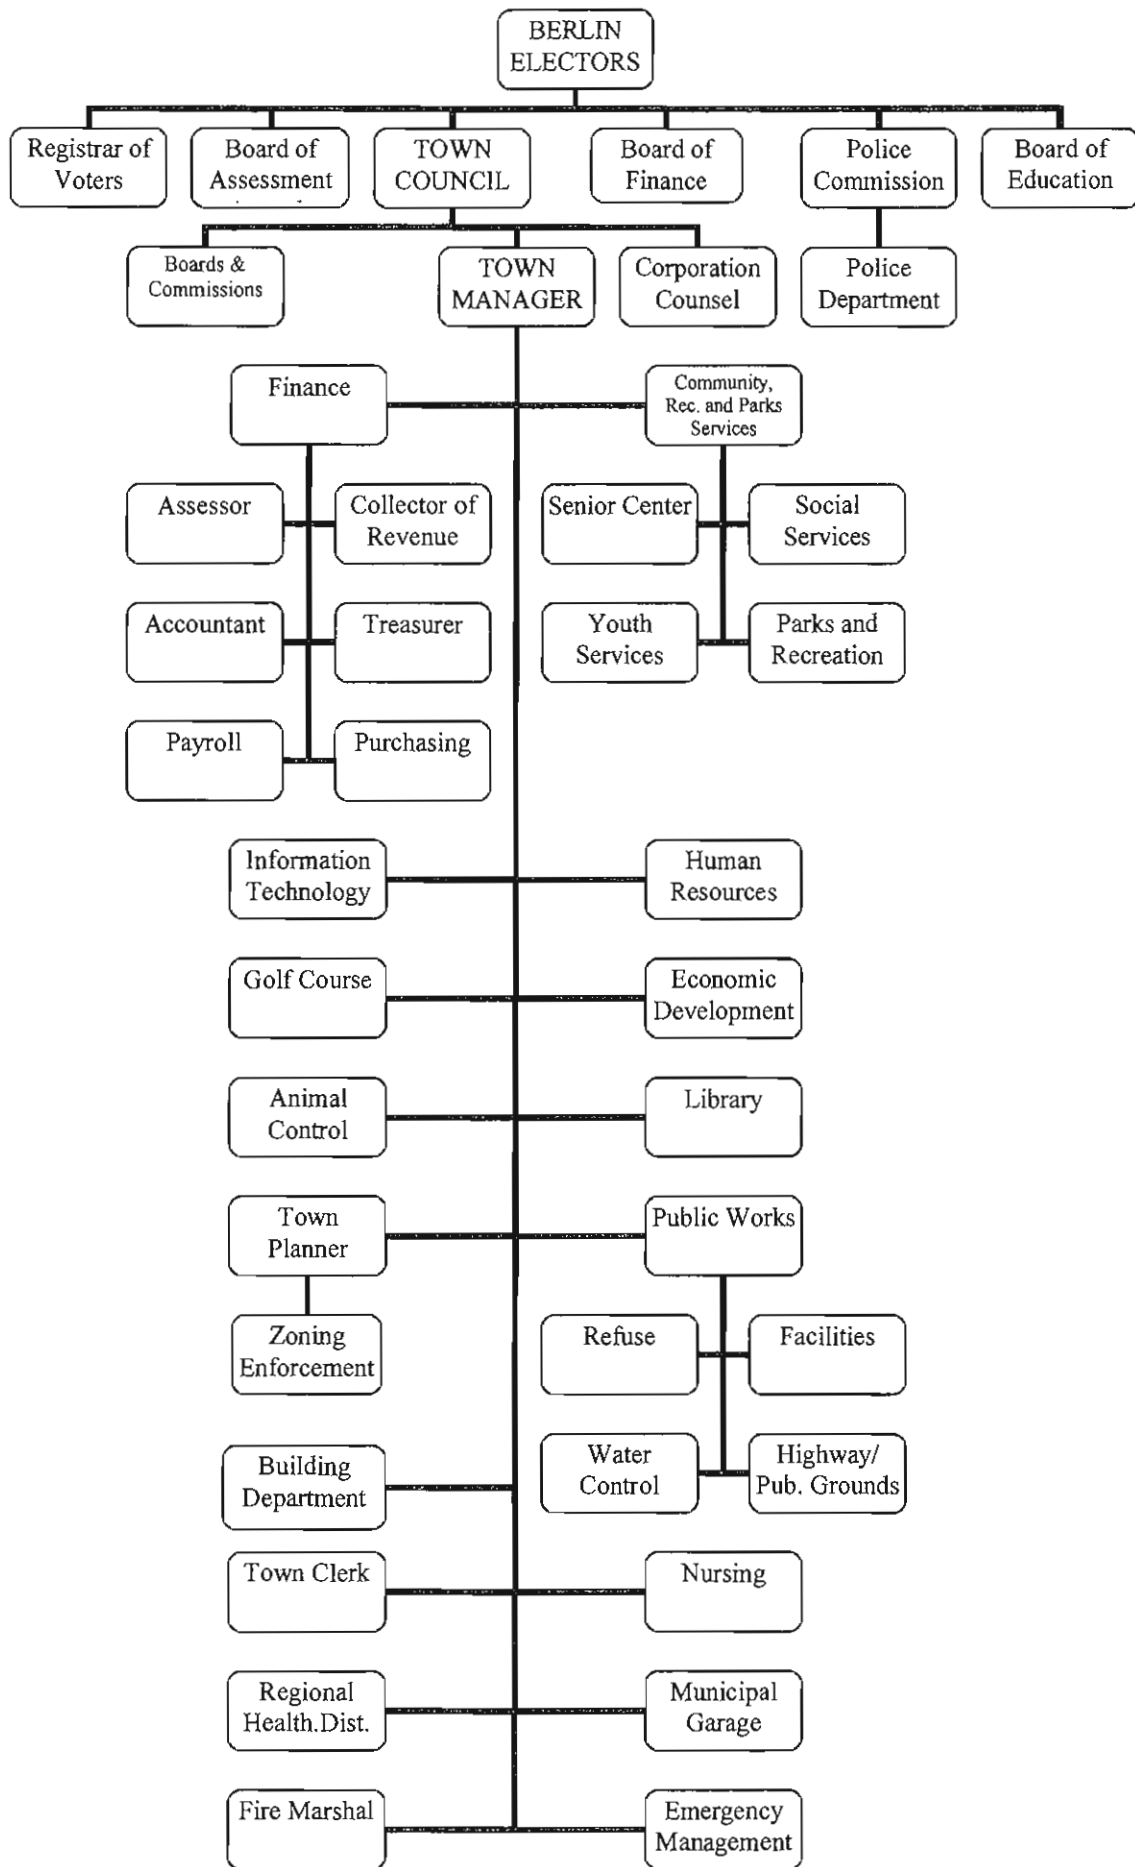 BERLIN
ELECTORS
Registrar of
Voters
Board of
Assessment
TOWN
COUNCIL
Board of
Finance
Police
Commission
Board of
Education
Boards &
Commissions
TOWN
MANAGER
Corporation
Counsel
Police
Department
Finance
Community,
Rec. and Parks
Services
Assessor
Collector of
Revenue
Senior Center
Social
Services
Accountant
Treasurer
Youth
Services
Parks and
Recreation
Payroll
Purchasing
Information
Technology
Human
Resources
Golf Course
Economic
Development
Animal
Control
Library
Town
Planner
Public Works
Zoning
Enforcement
Refuse
Facilities
Building
Department
Water
Control
Highway/
Pub. Grounds
Town Clerk
Nursing
Regional
Health.Dist.
Municipal
Garage
Fire Marshal
Emergency
Management